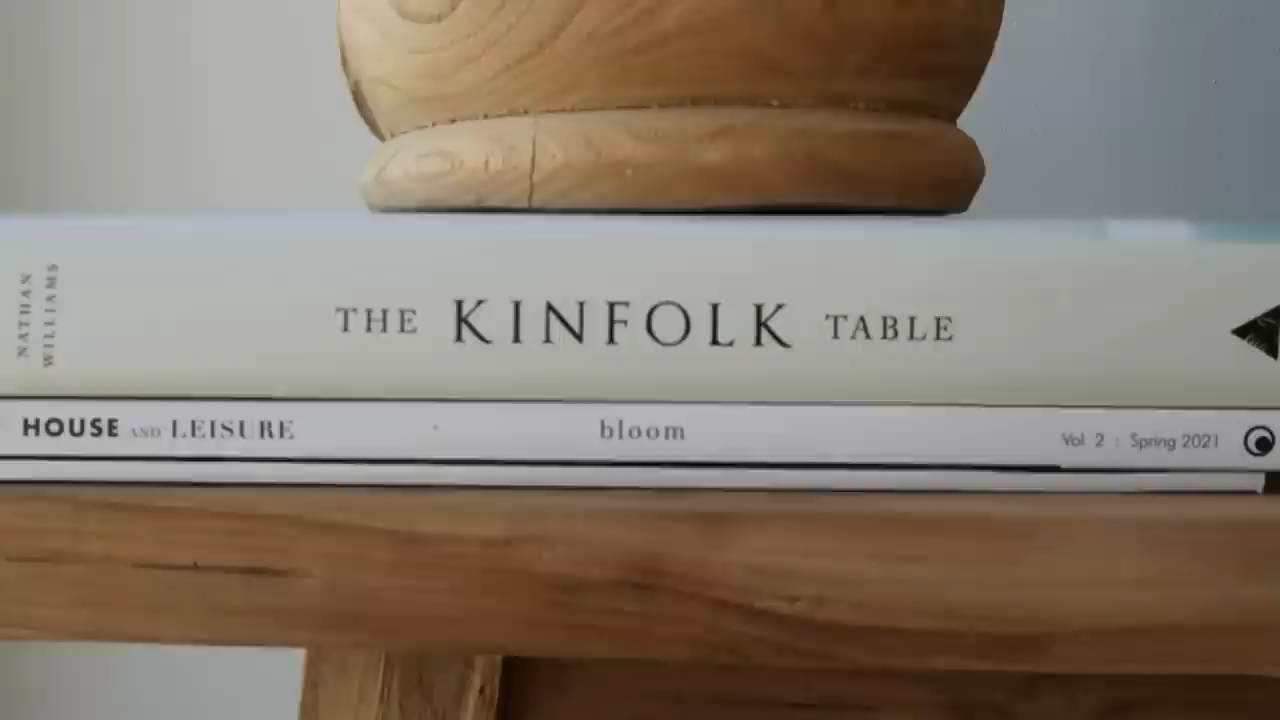 NATHAN
WILLIAMS
THE KINFOLK TABLE
HOUSE AND LEISURE bloom Vol 2 : Spring 2021